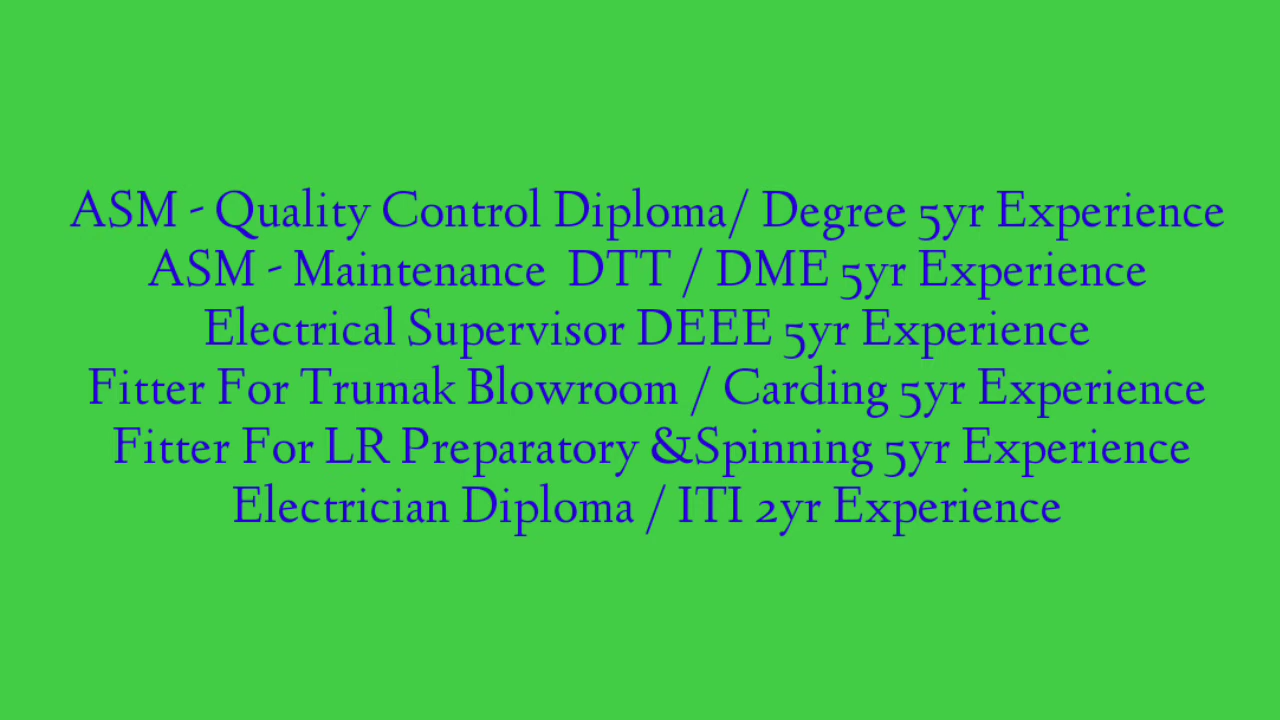 ASM - Quality Control Diploma/ Degree 5yr Experience
ASM - Maintenance  DTT / DME 5yr Experience
Electrical Supervisor DEEE 5yr Experience
Fitter For Trumak Blowroom / Carding 5yr Experience
Fitter For LR Preparatory &Spinning 5yr Experience
Electrician Diploma / ITI 2yr Experience